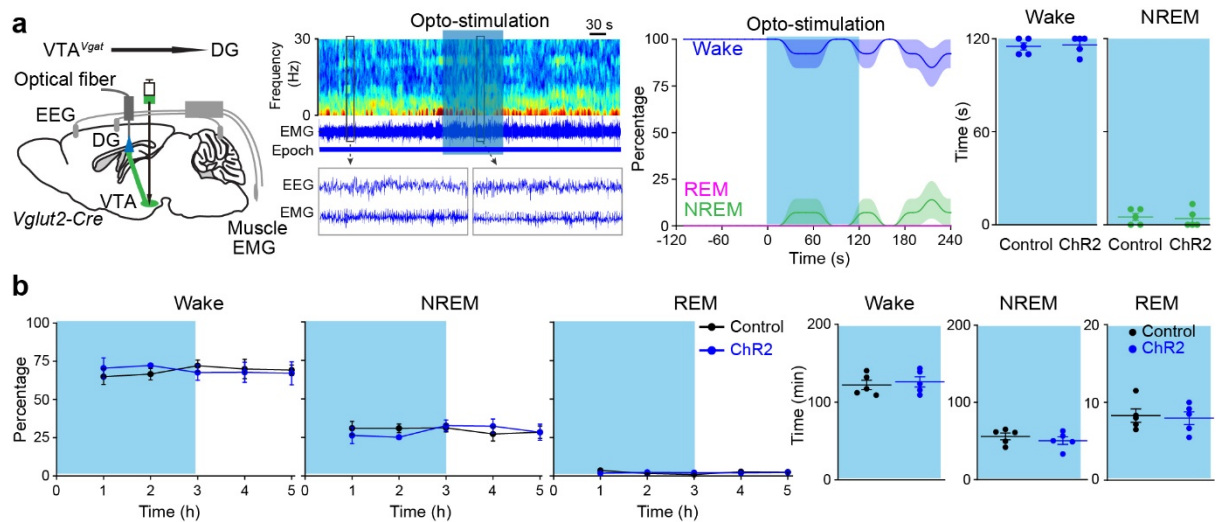 a
VTA^Vgat DG
Optical fiber
EEG
DG
VTA
Vglut2-Cre
Muscle
EMG
Opto-stimulation
30 s
30
Frequency
(Hz)
0
EMG
Epoch
EEG
EMG
Opto-stimulation
100
Wake
75
50
Percentage
25
REM
NREM
0
-120 -60 0 60 120 180 240
Time (s)
Wake NREM
120
60
Time (s)
0
Control ChR2 Control ChR2
b
Wake NREM REM
100
75
50
25
0
Percentage
Control
ChR2
0 1 2 3 4 5 0 1 2 3 4 5 0 1 2 3 4 5
Time (h) Time (h) Time (h)
Wake NREM REM
200 200 20
Control
ChR2
100 100 10
Time (min)
0 0 0